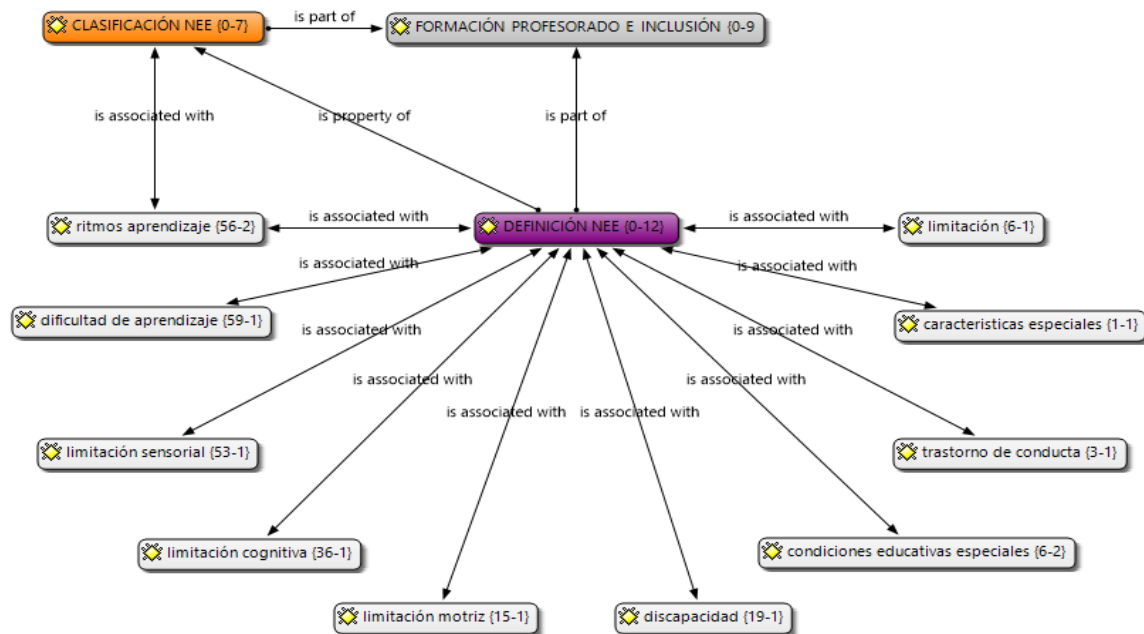 CLASIFICACIÓN NEE {0-7}
is part of
FORMACIÓN PROFESORADO E INCLUSIÓN {0-9
is associated with
is property of
is part of
ritmos aprendizaje {56-2}
is associated with
DEFINICIÓN NEE {0-12}
is associated with
limitación {6-1}
is associated with
is associated with
dificultad de aprendizaje {59-1}
caracteristicas especiales {1-1}
is associated with
is associated with
is associated with
is associated with
is associated with
is associated with
limitación sensorial {53-1}
trastorno de conducta {3-1}
limitación cognitiva {36-1}
condiciones educativas especiales {6-2}
limitación motriz {15-1}
discapacidad {19-1}